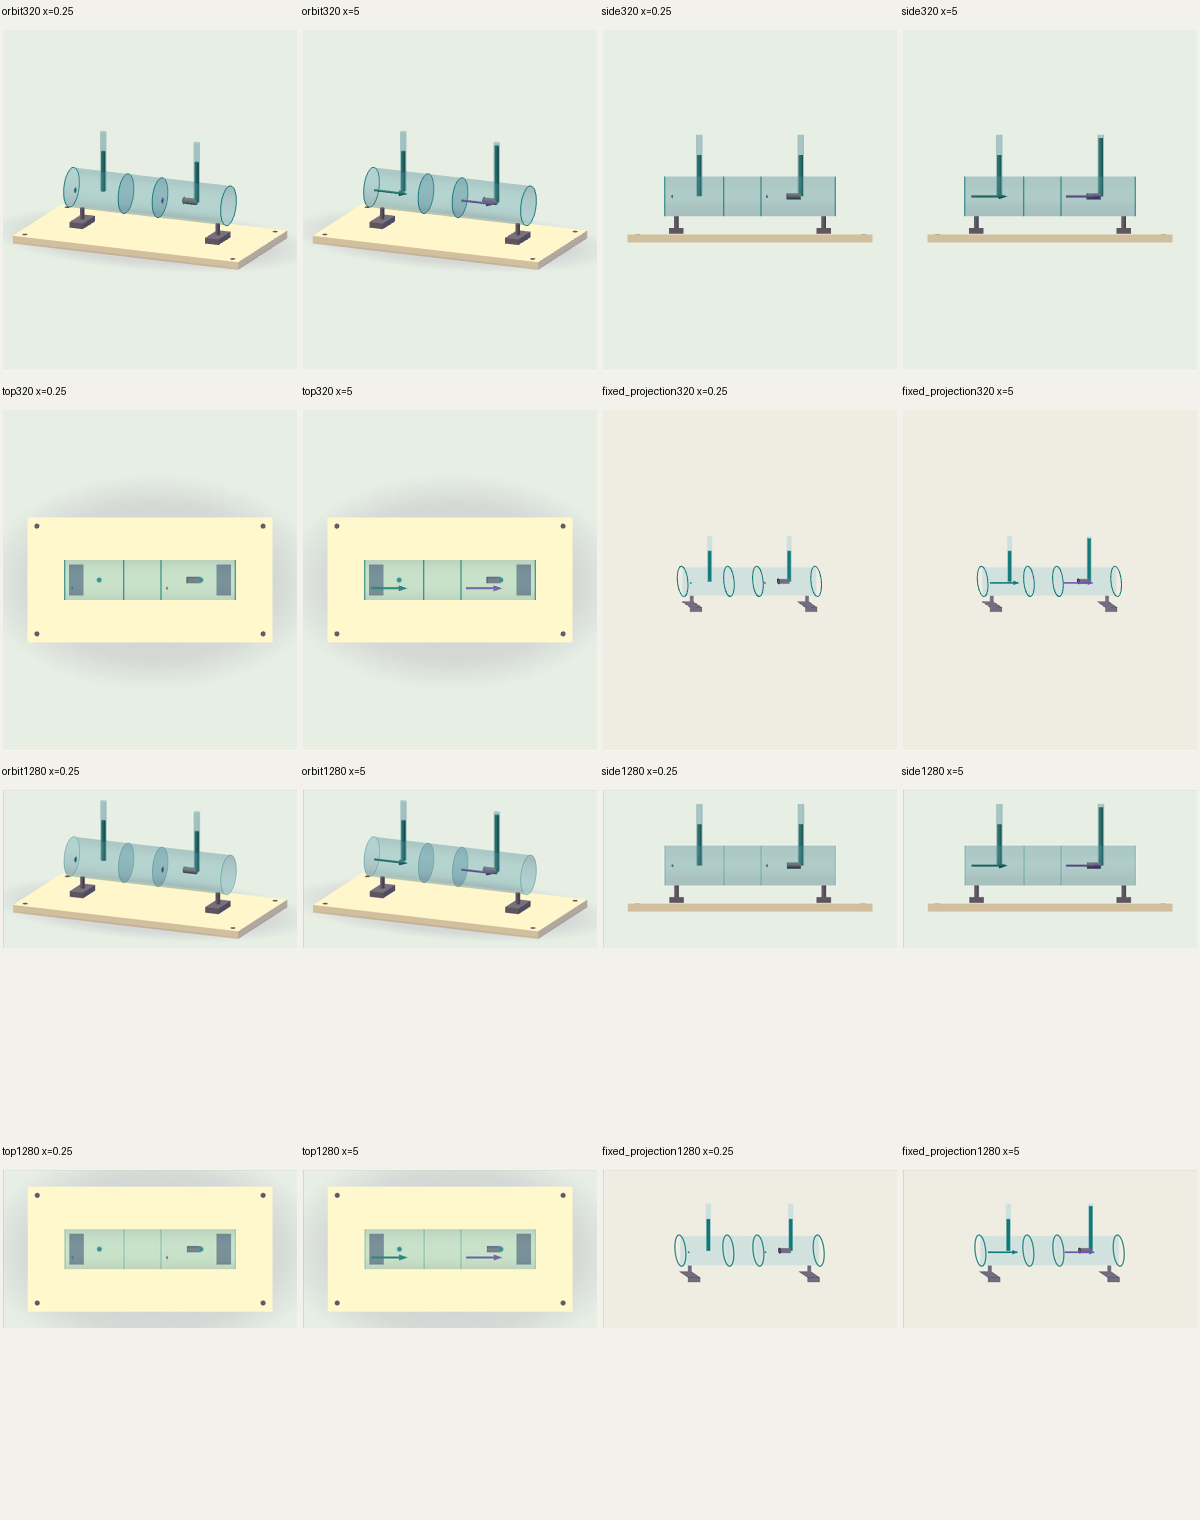 orbit320 x=0.25
orbit320 x=5
side320 x=0.25
side320 x=5
top320 x=0.25
top320 x=5
fixed_projection320 x=0.25
fixed_projection320 x=5
orbit1280 x=0.25
orbit1280 x=5
side1280 x=0.25
side1280 x=5
top1280 x=0.25
top1280 x=5
fixed_projection1280 x=0.25
fixed_projection1280 x=5